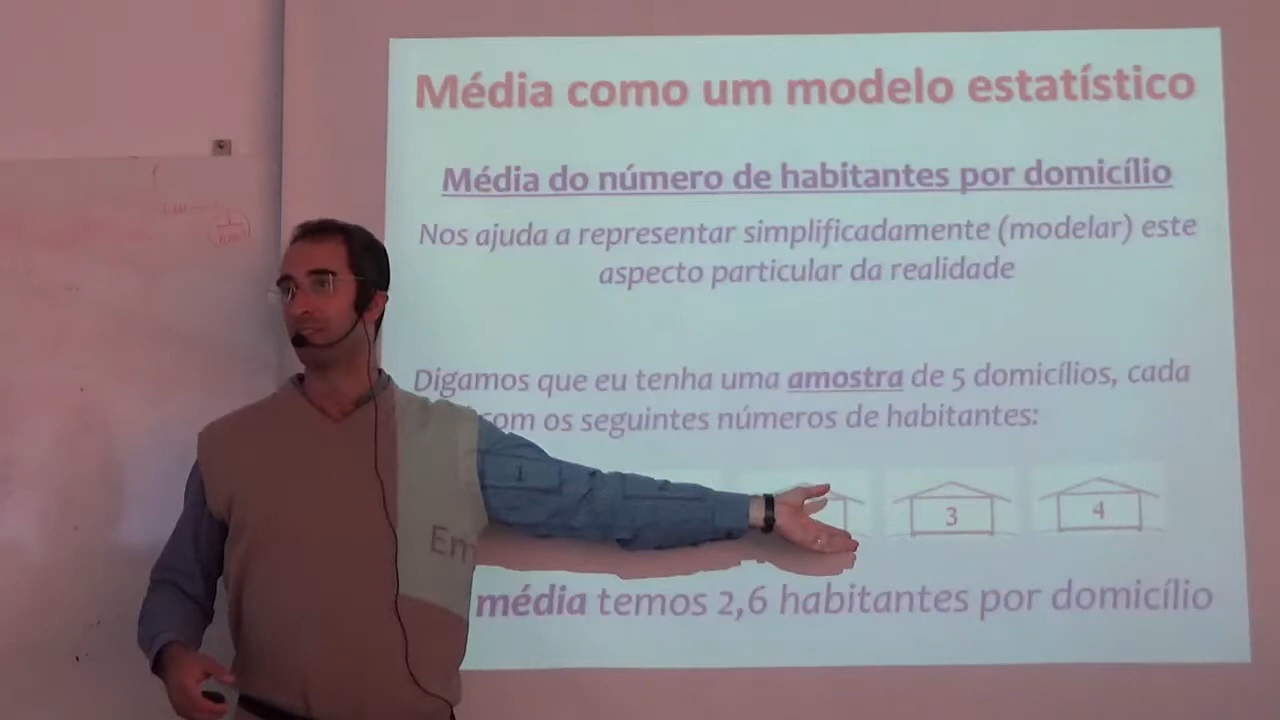 Média como um modelo estatístico
Média do número de habitantes por domicílio
Nos ajuda a representar simplificadamente (modelar) este
aspecto particular da realidade
Digamos que eu tenha uma amostra de 5 domicílios, cada
com os seguintes números de habitantes:
1 2 3 4
Em média temos 2,6 habitantes por domicílio